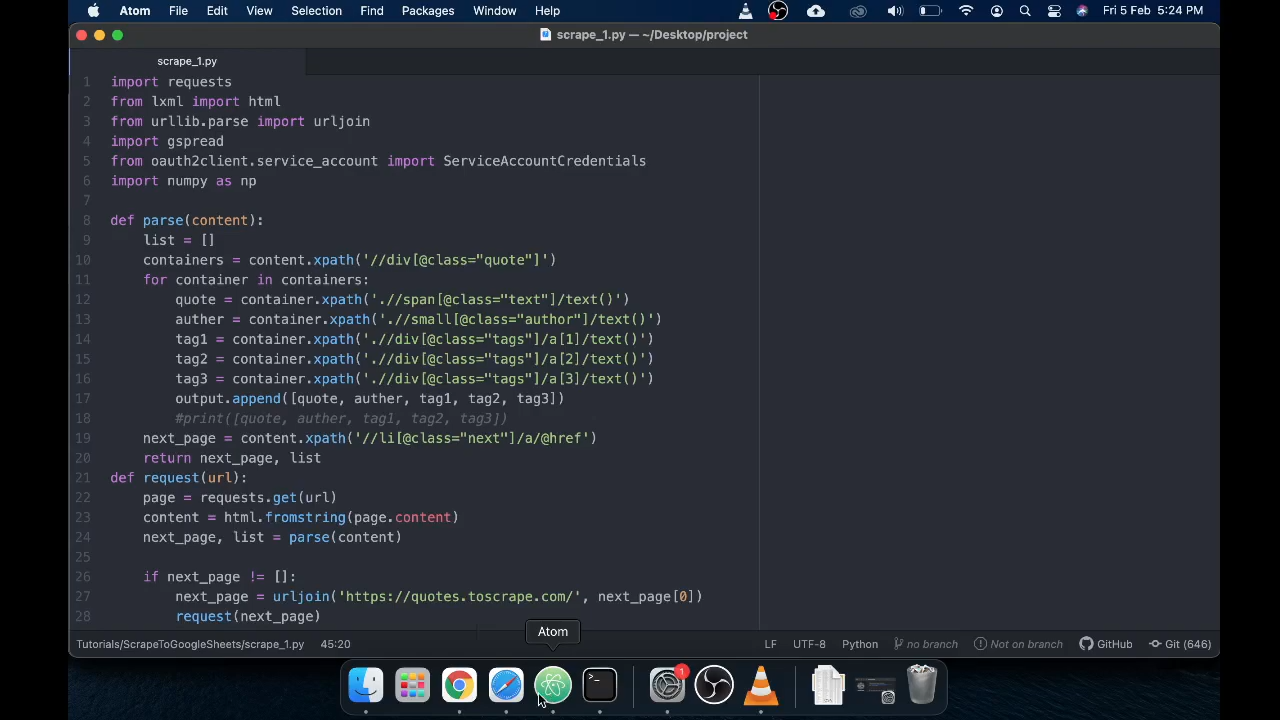 Atom File Edit View Selection Find Packages Window Help Fri 5 Feb 5:24 PM
scrape_1.py — ~/Desktop/project
scrape_1.py
1 import requests
2 from lxml import html
3 from urllib.parse import urljoin
4 import gspread
5 from oauth2client.service_account import ServiceAccountCredentials
6 import numpy as np
7
8 def parse(content):
9     list = []
10     containers = content.xpath('//div[@class="quote"]')
11     for container in containers:
12         quote = container.xpath('.//span[@class="text"]/text()')
13         auther = container.xpath('.//small[@class="author"]/text()')
14         tag1 = container.xpath('.//div[@class="tags"]/a[1]/text()')
15         tag2 = container.xpath('.//div[@class="tags"]/a[2]/text()')
16         tag3 = container.xpath('.//div[@class="tags"]/a[3]/text()')
17         output.append([quote, auther, tag1, tag2, tag3])
18         #print([quote, auther, tag1, tag2, tag3])
19     next_page = content.xpath('//li[@class="next"]/a/@href')
20     return next_page, list
21 def request(url):
22     page = requests.get(url)
23     content = html.fromstring(page.content)
24     next_page, list = parse(content)
25
26     if next_page != []:
27         next_page = urljoin('https://quotes.toscrape.com/', next_page[0])
28         request(next_page)
Atom
Tutorials/ScrapeToGoogleSheets/scrape_1.py 45:20 LF UTF-8 Python no branch Not on branch GitHub Git (646)
1